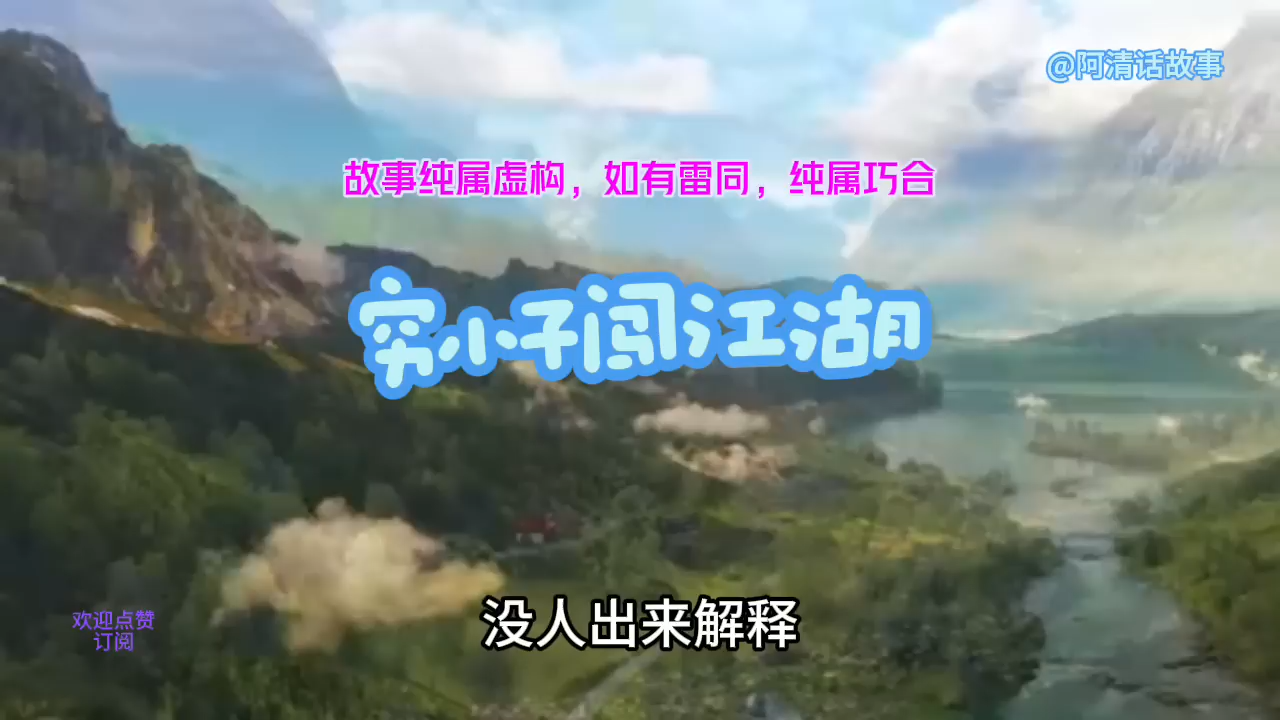 @阿清话故事
故事纯属虚构，如有雷同，纯属巧合
穷小子闯江湖
没人出来解释
欢迎点赞
订阅